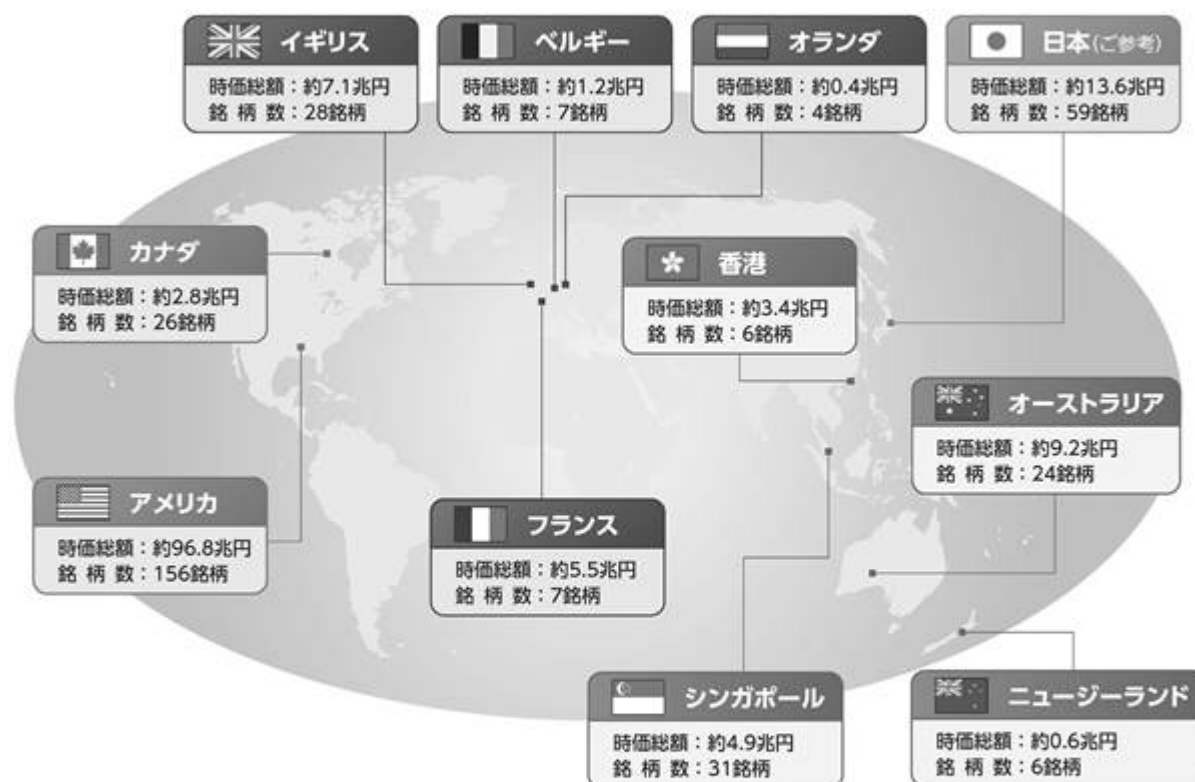 イギリス
時価総額：約7.1兆円
銘柄数：28銘柄
ベルギー
時価総額：約1.2兆円
銘柄数：7銘柄
オランダ
時価総額：約0.4兆円
銘柄数：4銘柄
日本(ご参考)
時価総額：約13.6兆円
銘柄数：59銘柄
カナダ
時価総額：約2.8兆円
銘柄数：26銘柄
香港
時価総額：約3.4兆円
銘柄数：6銘柄
オーストラリア
時価総額：約9.2兆円
銘柄数：24銘柄
アメリカ
時価総額：約96.8兆円
銘柄数：156銘柄
フランス
時価総額：約5.5兆円
銘柄数：7銘柄
シンガポール
時価総額：約4.9兆円
銘柄数：31銘柄
ニュージーランド
時価総額：約0.6兆円
銘柄数：6銘柄